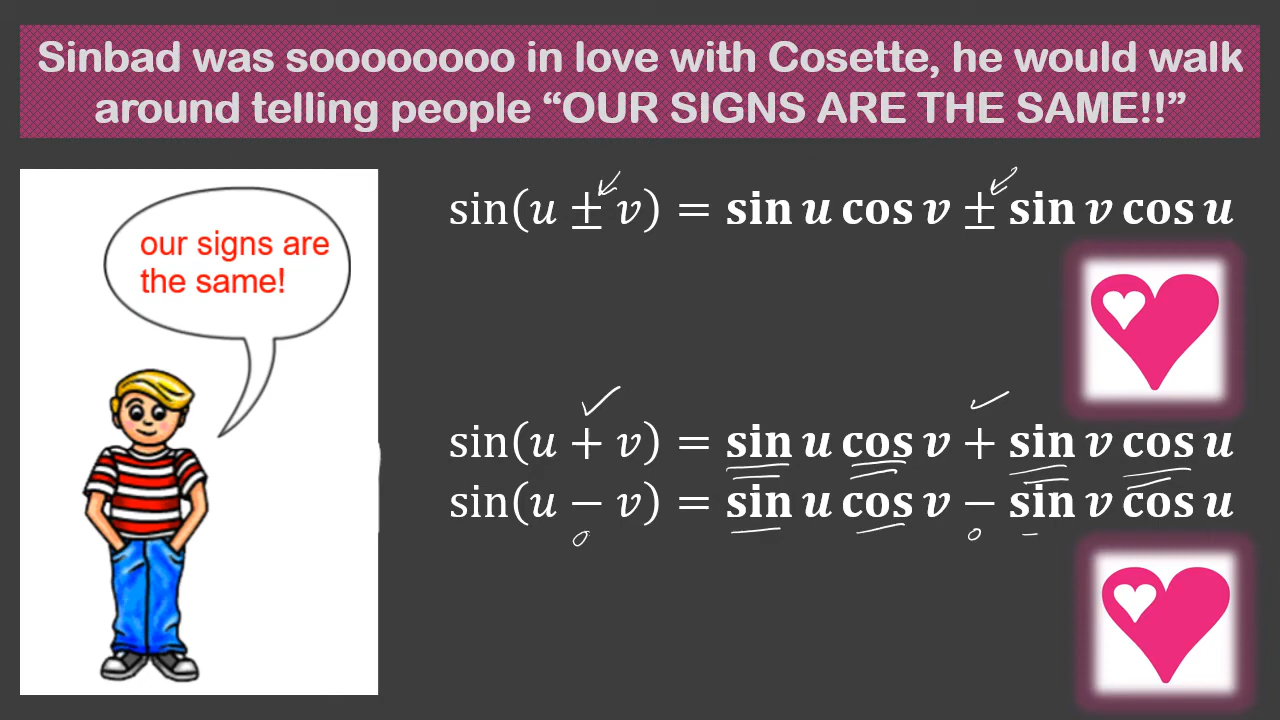 Sinbad was soooooooo in love with Cosette, he would walk
around telling people “OUR SIGNS ARE THE SAME!!”
our signs are
the same!
sin(u ± v) = sin u cos v ± sin v cos u
sin(u + v) = sin u cos v + sin v cos u
sin(u − v) = sin u cos v − sin v cos u